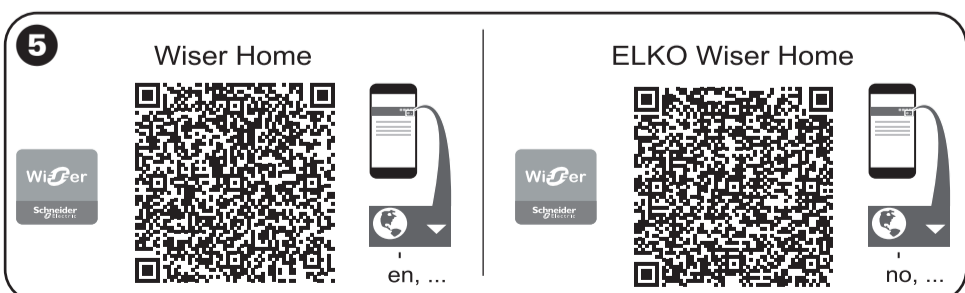 5
Wiser Home
Wiser
Schneider
Electric
en, ...
ELKO Wiser Home
Wiser
Schneider
Electric
no, ...